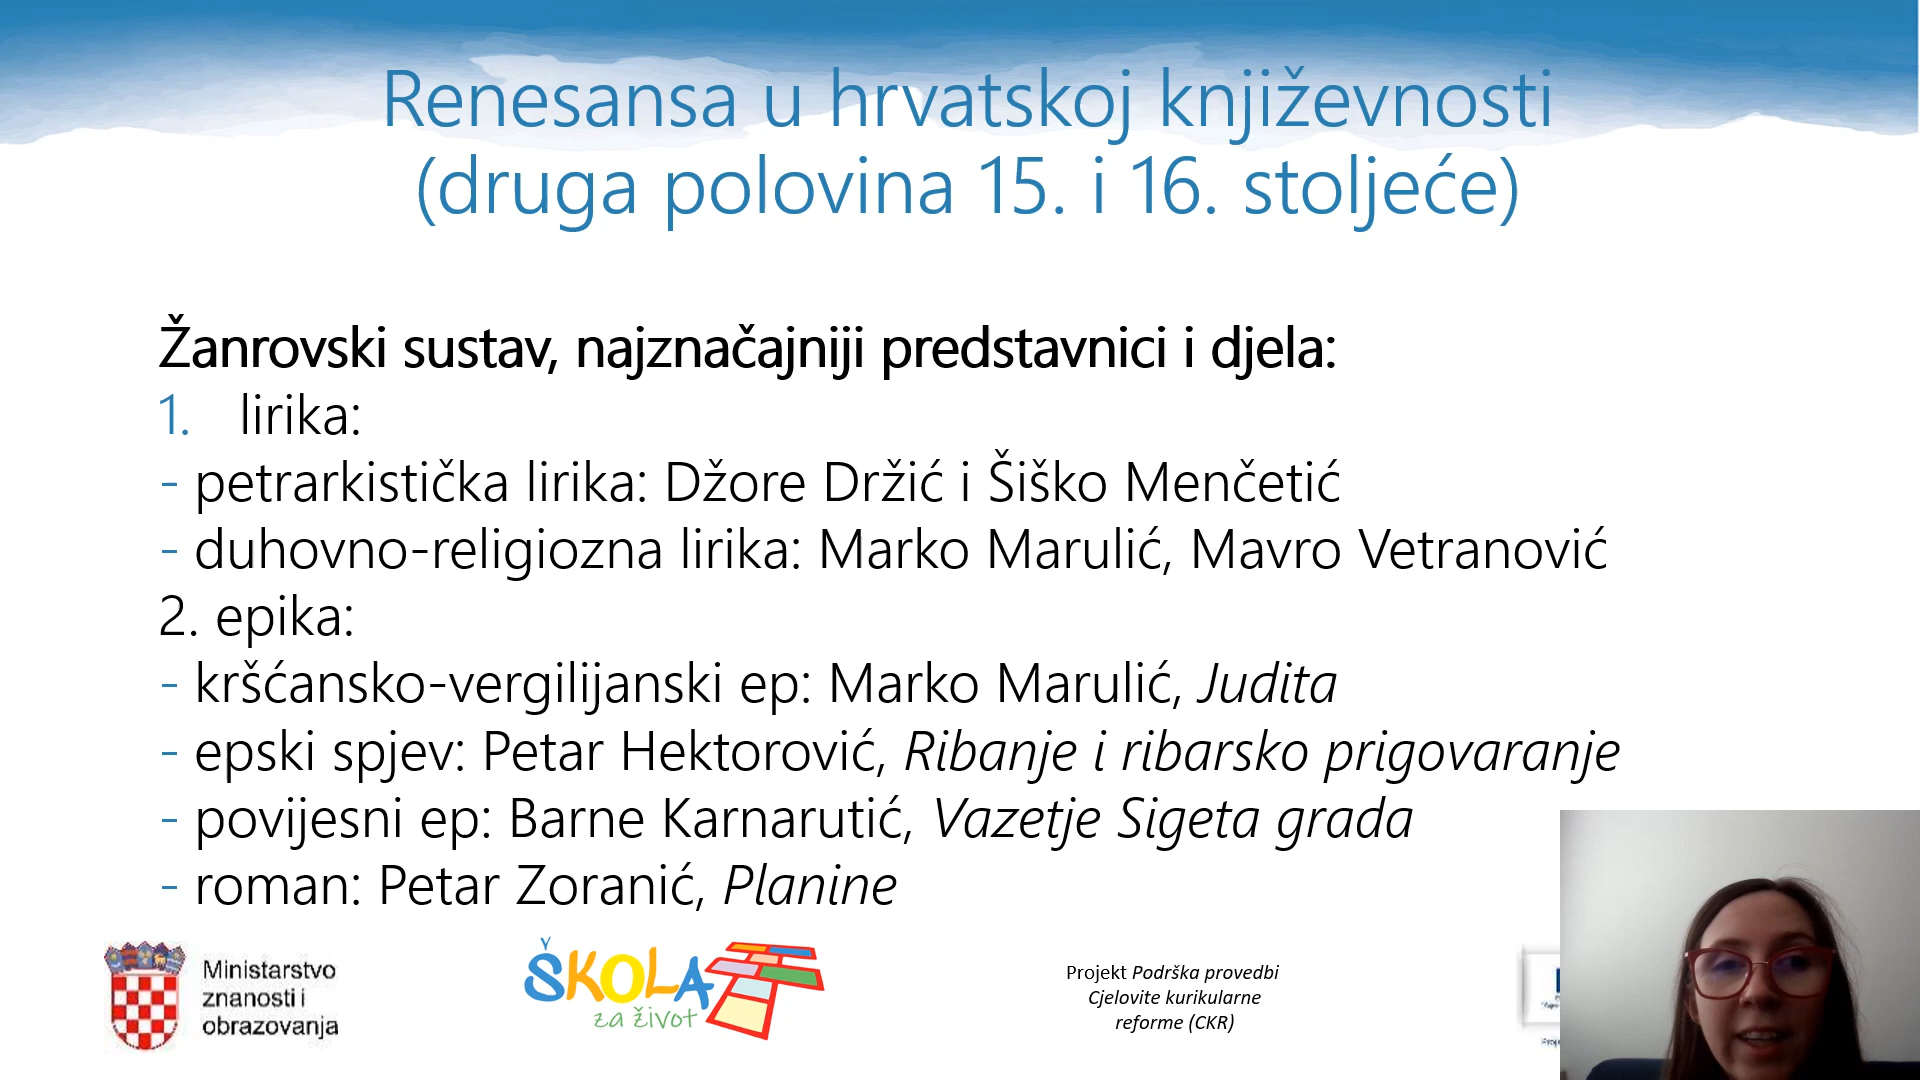 Renesansa u hrvatskoj književnosti
(druga polovina 15. i 16. stoljeće)
Žanrovski sustav, najznačajniji predstavnici i djela:
1. lirika:
- petrarkistička lirika: Džore Držić i Šiško Menčetić
- duhovno-religiozna lirika: Marko Marulić, Mavro Vetranović
2. epika:
- kršćansko-vergilijanski ep: Marko Marulić, Judita
- epski spjev: Petar Hektorović, Ribanje i ribarsko prigovaranje
- povijesni ep: Barne Karnarutić, Vazetje Sigeta grada
- roman: Petar Zoranić, Planine
Ministarstvo
znanosti i
obrazovanja
ŠKOLA
za život
Projekt Podrška provedbi
Cjelovite kurikularne
reforme (CKR)